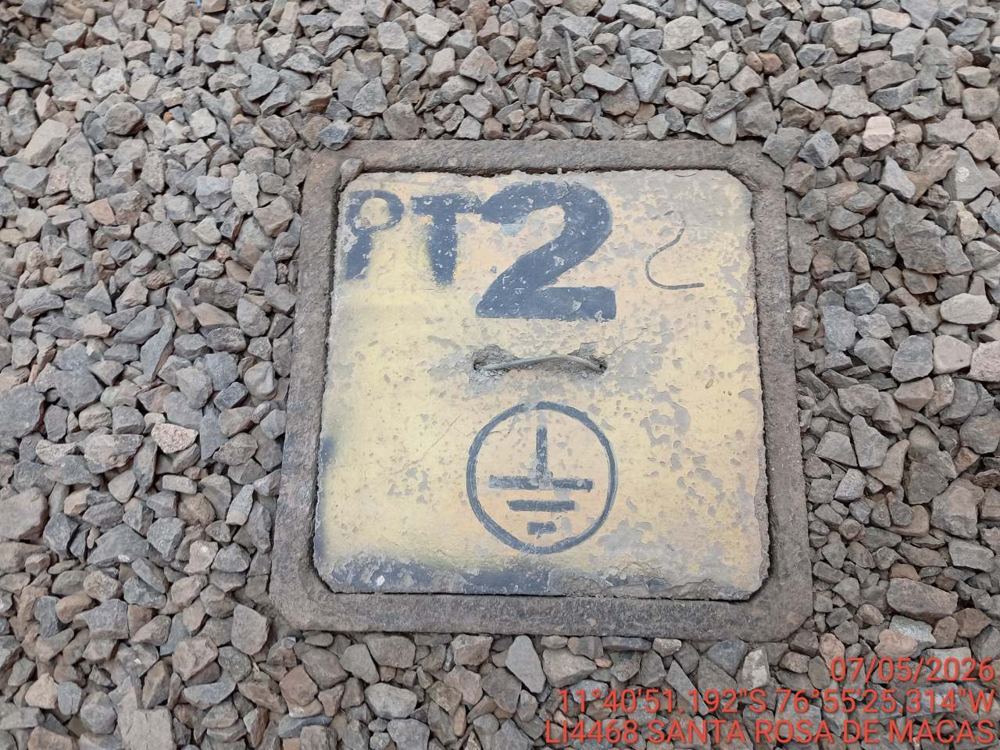 PT2
07/05/2026
11°40'51.192"S 76°55'25.314"W
LI4468 SANTA ROSA DE MACAS